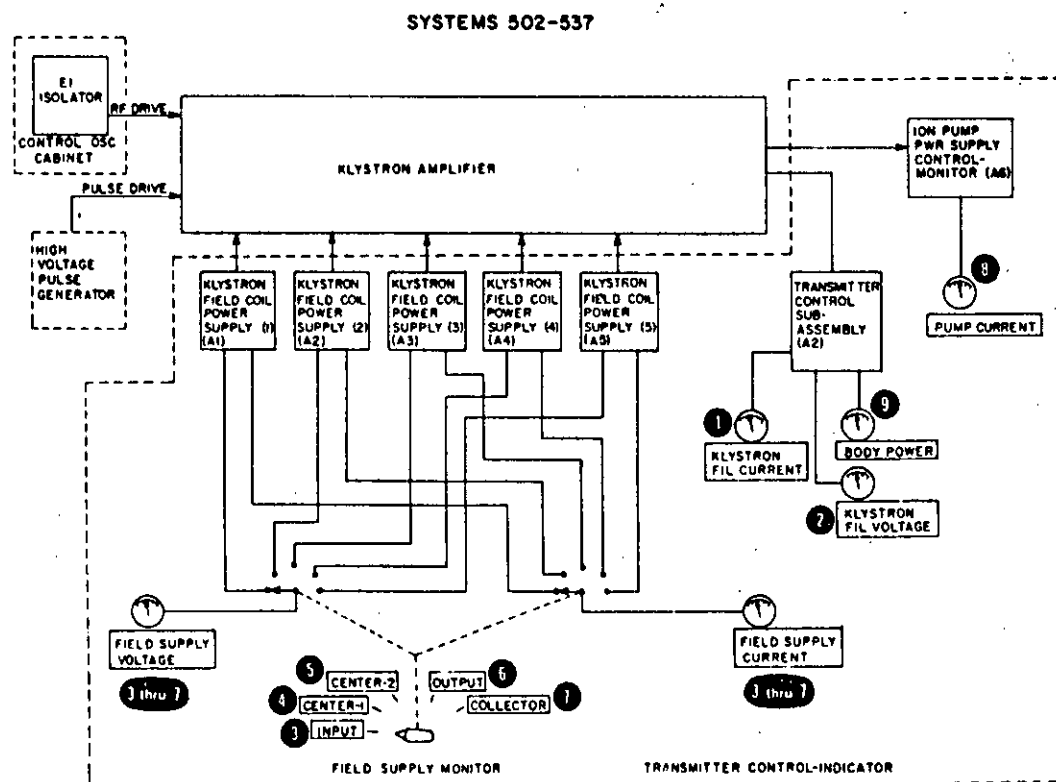 SYSTEMS 502-537
E1
ISOLATOR
RF DRIVE
CONTROL OSC
CABINET
PULSE DRIVE
HIGH
VOLTAGE
PULSE
GENERATOR
KLYSTRON AMPLIFIER
ION PUMP
PWR SUPPLY
CONTROL-
MONITOR (A6)
8
PUMP CURRENT
KLYSTRON
FIELD COIL
POWER
SUPPLY (1)
(A1)
KLYSTRON
FIELD COIL
POWER
SUPPLY (2)
(A2)
KLYSTRON
FIELD COIL
POWER
SUPPLY (3)
(A3)
KLYSTRON
FIELD COIL
POWER
SUPPLY (4)
(A4)
KLYSTRON
FIELD COIL
POWER
SUPPLY (5)
(A5)
TRANSMITTER
CONTROL
SUB-
ASSEMBLY
(A2)
1
KLYSTRON
FIL CURRENT
9
BODY POWER
2
KLYSTRON
FIL VOLTAGE
FIELD SUPPLY
VOLTAGE
3 thru 7
FIELD SUPPLY
CURRENT
3 thru 7
5
CENTER-2
4
CENTER-1
3
INPUT
OUTPUT
6
COLLECTOR
7
FIELD SUPPLY MONITOR
TRANSMITTER CONTROL-INDICATOR